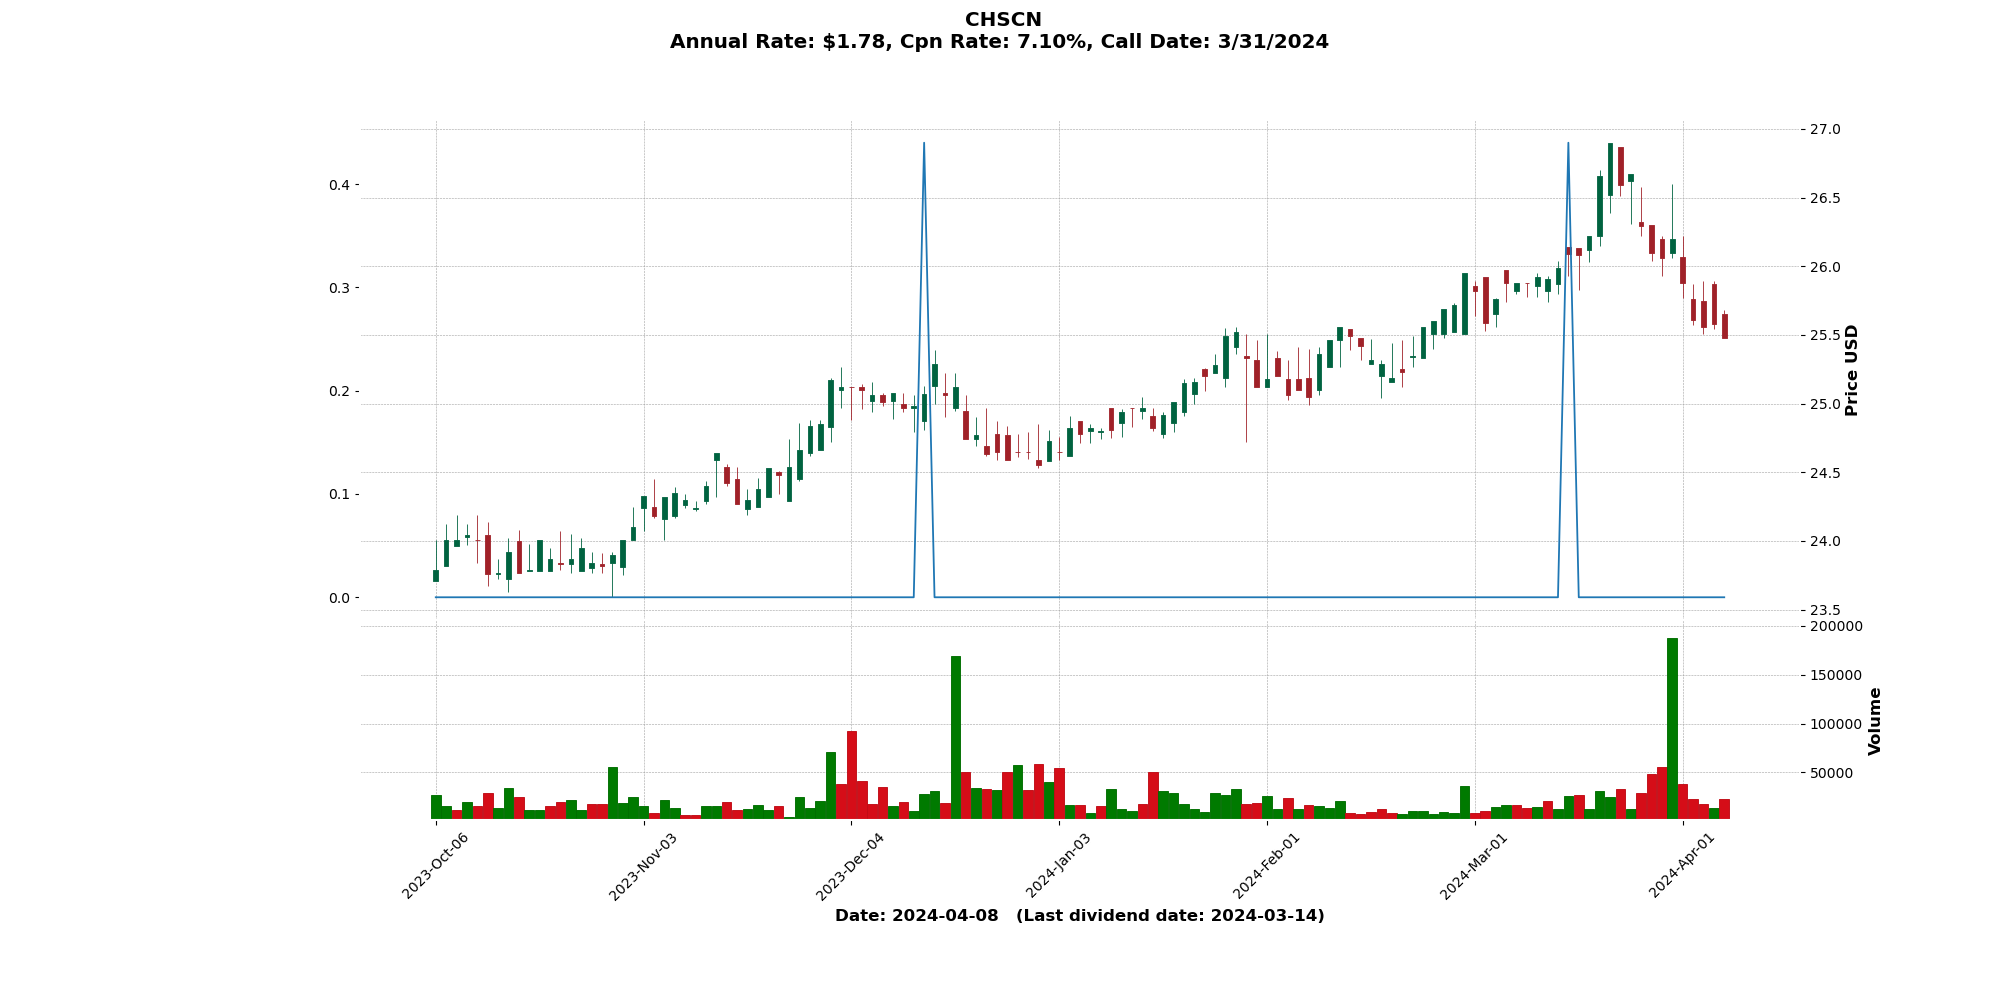 CHSCN
Annual Rate: $1.78, Cpn Rate: 7.10%, Call Date: 3/31/2024
27.0
0.4
26.5
26.0
0.3
25.5
Price USD
0.2
25.0
24.5
0.1
24.0
0.0
23.5
200000
150000
Volume
100000
50000
2023-Oct-06
2023-Nov-03
2023-Dec-04
2024-Jan-03
2024-Feb-01
2024-Mar-01
2024-Apr-01
Date: 2024-04-08   (Last dividend date: 2024-03-14)